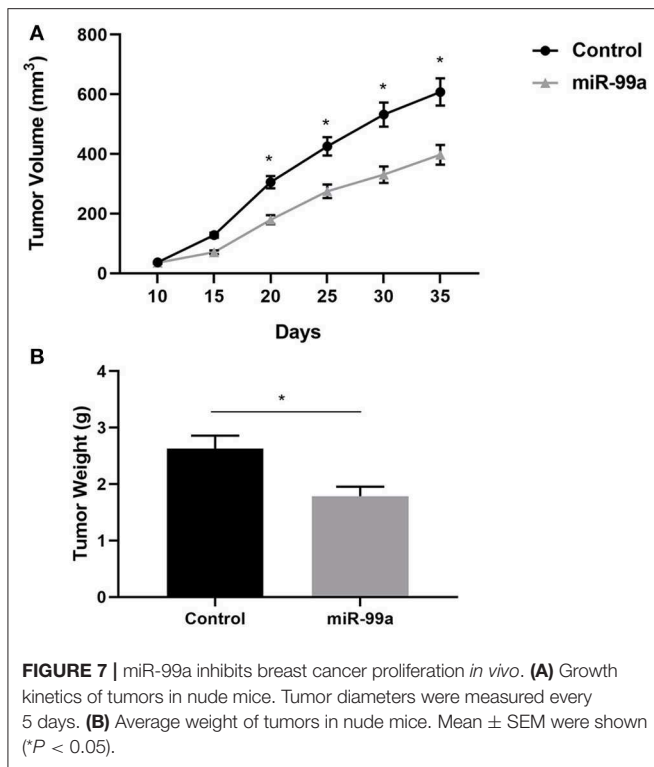 A
Tumor Volume (mm³)
800
600
400
200
0
* * * *
10 15 20 25 30 35
Days
Control
miR-99a
B
Tumor Weight (g)
4
3
2
1
0
*
Control miR-99a
FIGURE 7 | miR-99a inhibits breast cancer proliferation in vivo. (A) Growth
kinetics of tumors in nude mice. Tumor diameters were measured every
5 days. (B) Average weight of tumors in nude mice. Mean ± SEM were shown
(*P < 0.05).